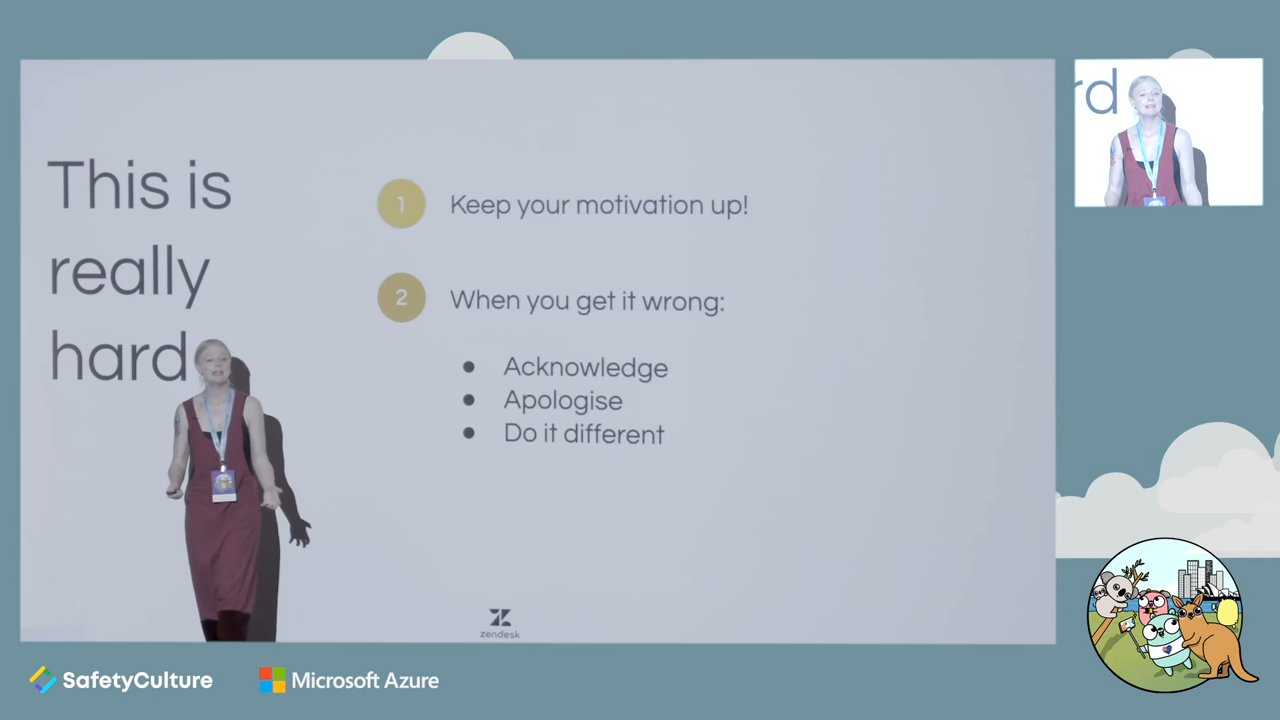 This is
really
hard
1 Keep your motivation up!
2 When you get it wrong:
● Acknowledge
● Apologise
● Do it different
zendesk
rd
SafetyCulture
Microsoft Azure